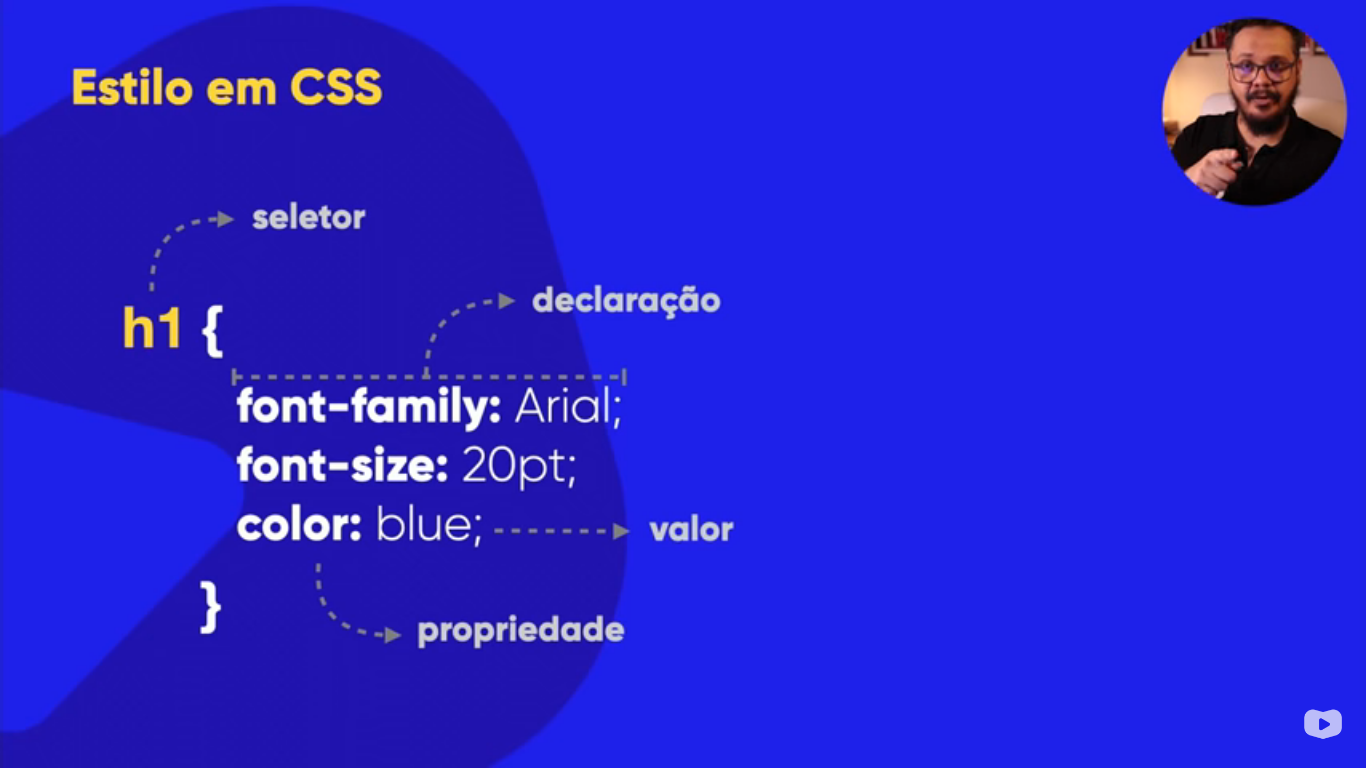 Estilo em CSS
seletor
h1 {
declaração
font-family: Arial;
font-size: 20pt;
color: blue;
valor
}
propriedade